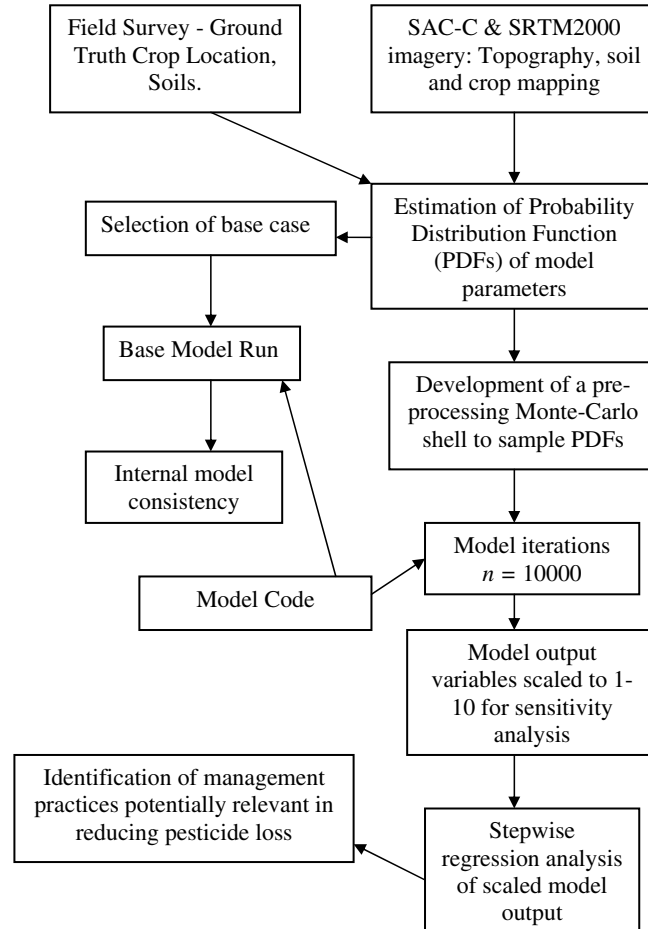 Field Survey - Ground
Truth Crop Location,
Soils.
SAC-C & SRTM2000
imagery: Topography, soil
and crop mapping
Estimation of Probability
Distribution Function
(PDFs) of model
parameters
Selection of base case
Base Model Run
Development of a pre-
processing Monte-Carlo
shell to sample PDFs
Internal model
consistency
Model iterations
n = 10000
Model Code
Model output
variables scaled to 1-
10 for sensitivity
analysis
Identification of management
practices potentially relevant in
reducing pesticide loss
Stepwise
regression analysis
of scaled model
output